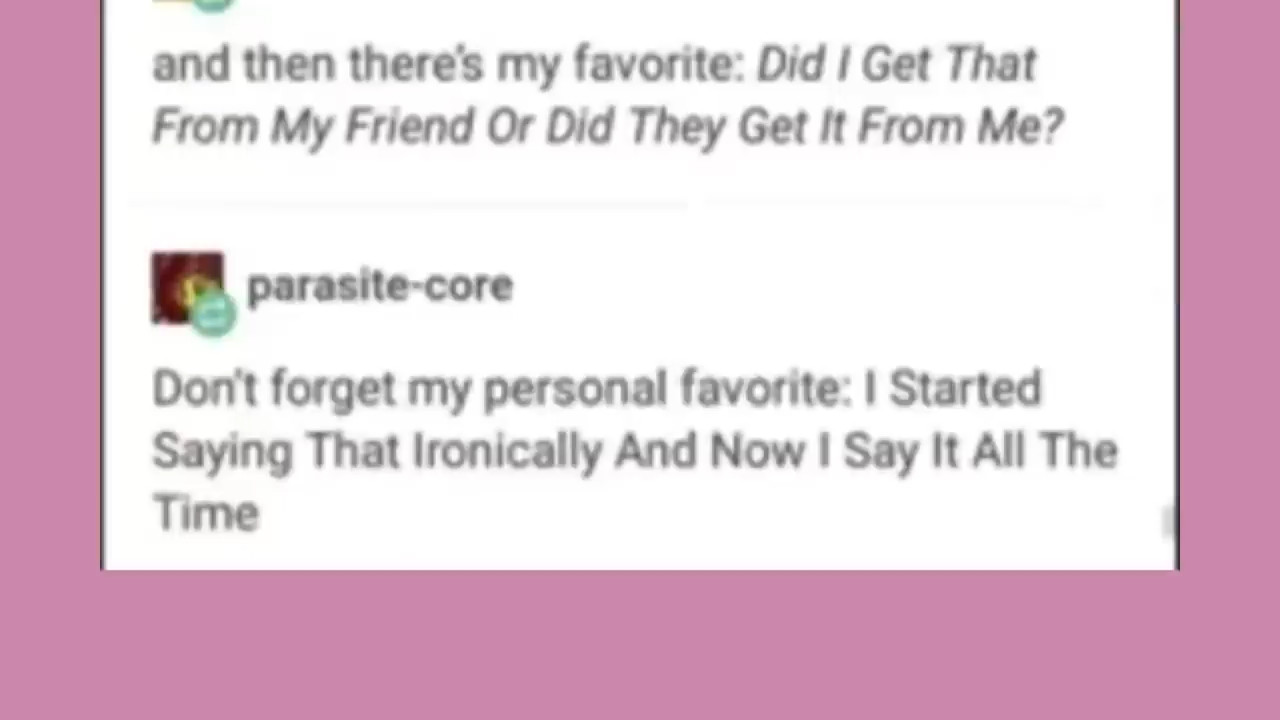 and then there's my favorite: Did I Get That
From My Friend Or Did They Get It From Me?
parasite-core
Don't forget my personal favorite: I Started
Saying That Ironically And Now I Say It All The
Time